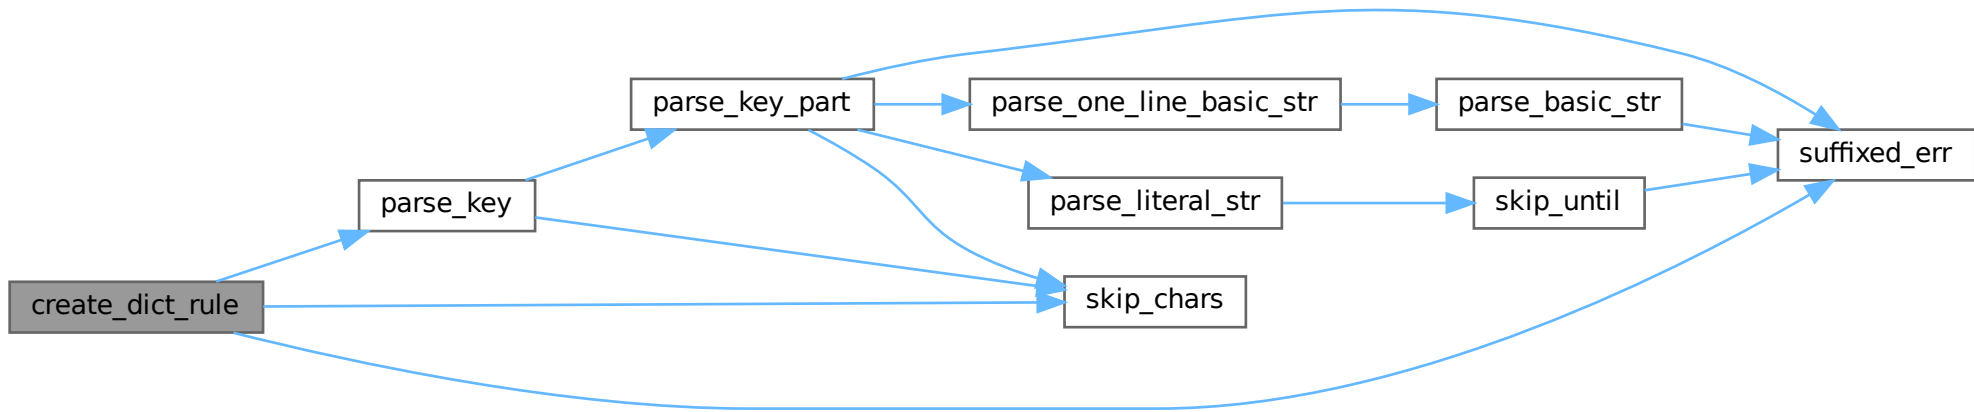 parse_key_part
parse_one_line_basic_str
parse_basic_str
suffixed_err
parse_key
parse_literal_str
skip_until
create_dict_rule
skip_chars